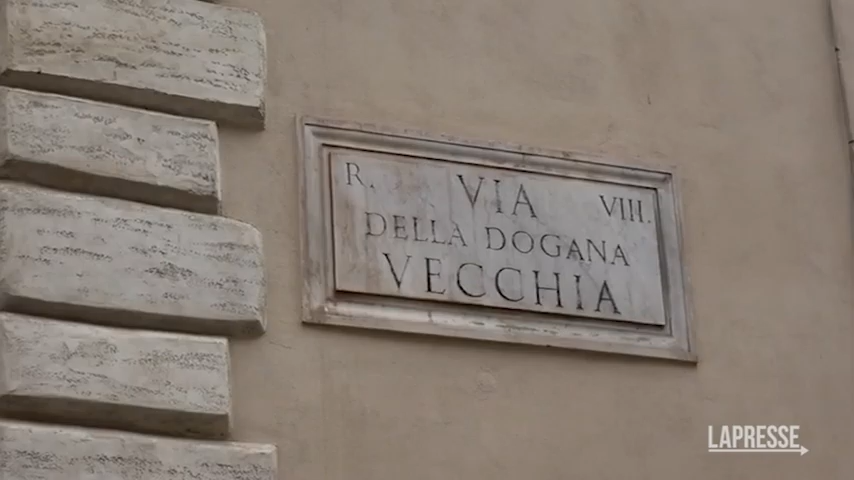 R. VIA VIII.
DELLA DOGANA
VECCHIA
LAPRESSE